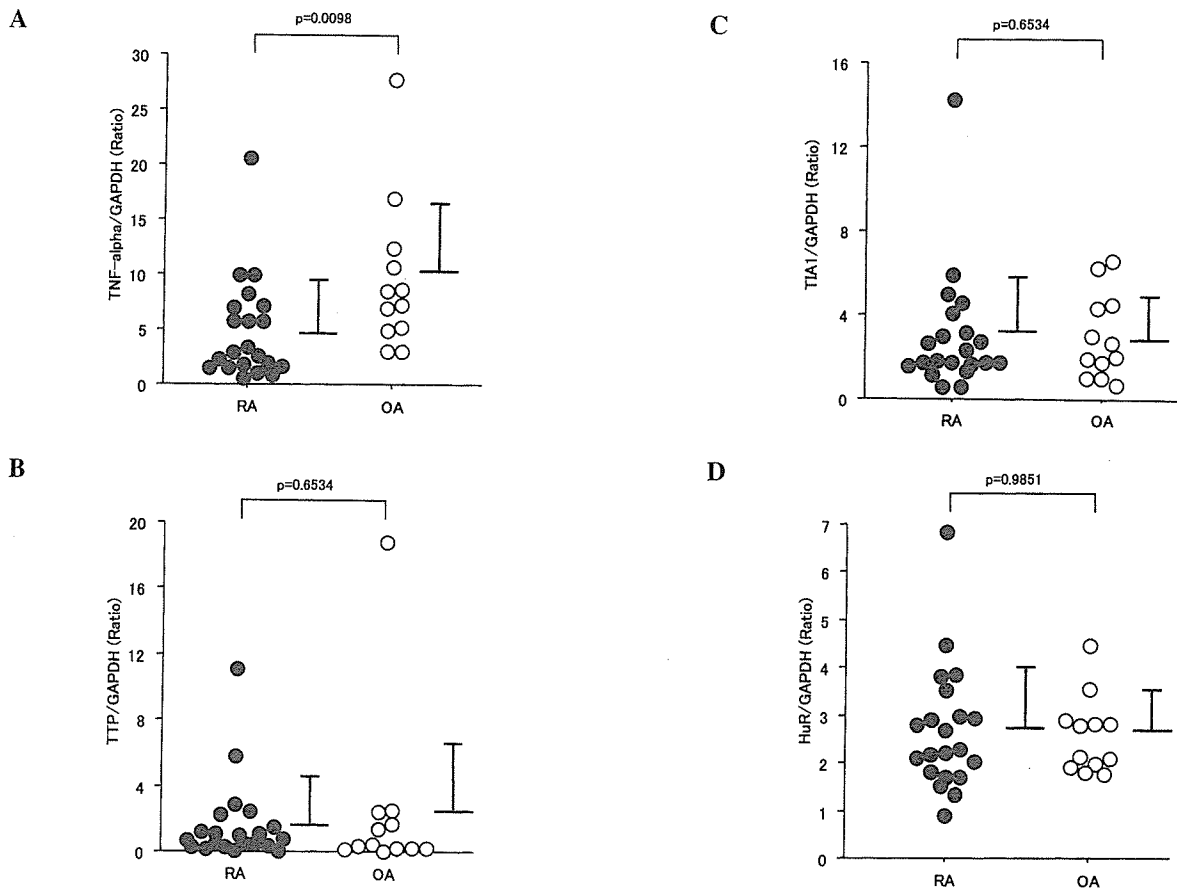 A
p=0.0098
TNF-alpha/GAPDH (Ratio)
30
25
20
15
10
5
0
RA
OA
B
p=0.6534
TTP/GAPDH (Ratio)
20
16
12
8
4
0
RA
OA
C
p=0.6534
TIA1/GAPDH (Ratio)
16
12
8
4
0
RA
OA
D
p=0.9851
HuR/GAPDH (Ratio)
7
6
5
4
3
2
1
0
RA
OA